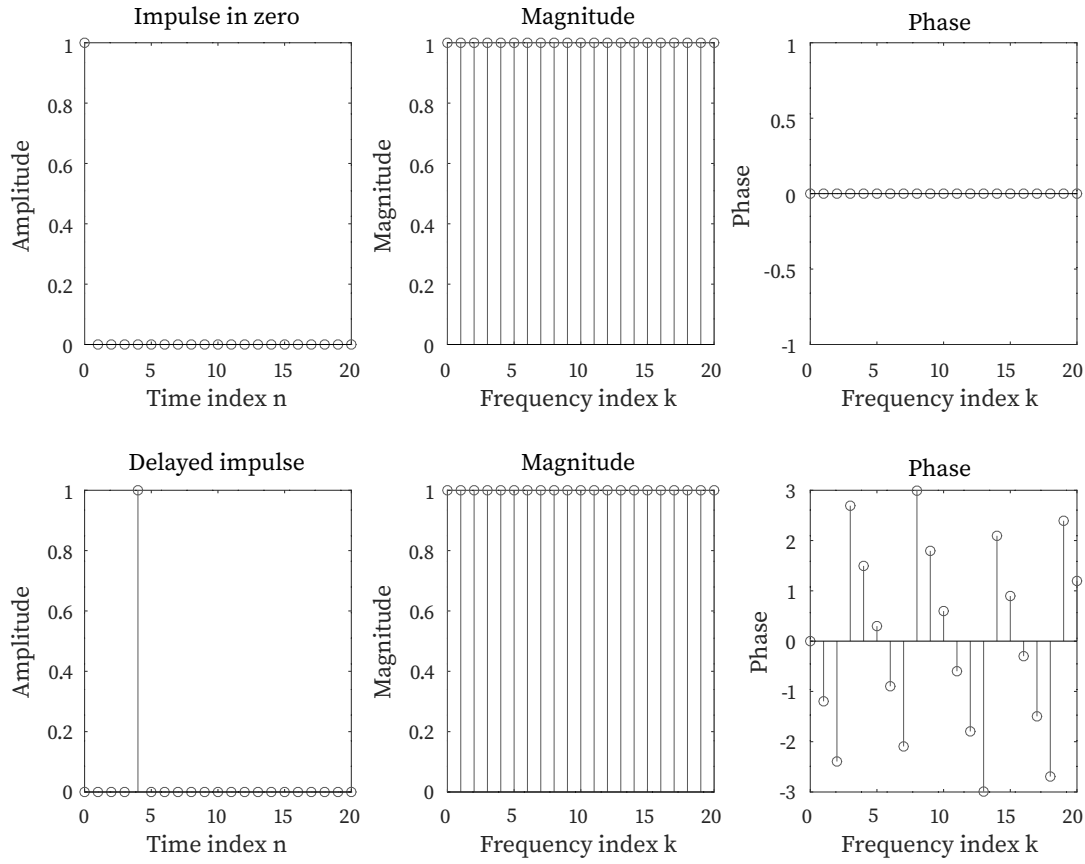 Impulse in zero
1
0.8
0.6
0.4
0.2
0
Amplitude
0 5 10 15 20
Time index n
Magnitude
1
0.8
0.6
0.4
0.2
0
Magnitude
0 5 10 15 20
Frequency index k
Phase
1
0.5
0
-0.5
-1
Phase
0 5 10 15 20
Frequency index k
Delayed impulse
1
0.8
0.6
0.4
0.2
0
Amplitude
0 5 10 15 20
Time index n
Magnitude
1
0.8
0.6
0.4
0.2
0
Magnitude
0 5 10 15 20
Frequency index k
Phase
3
2
1
0
-1
-2
-3
Phase
0 5 10 15 20
Frequency index k